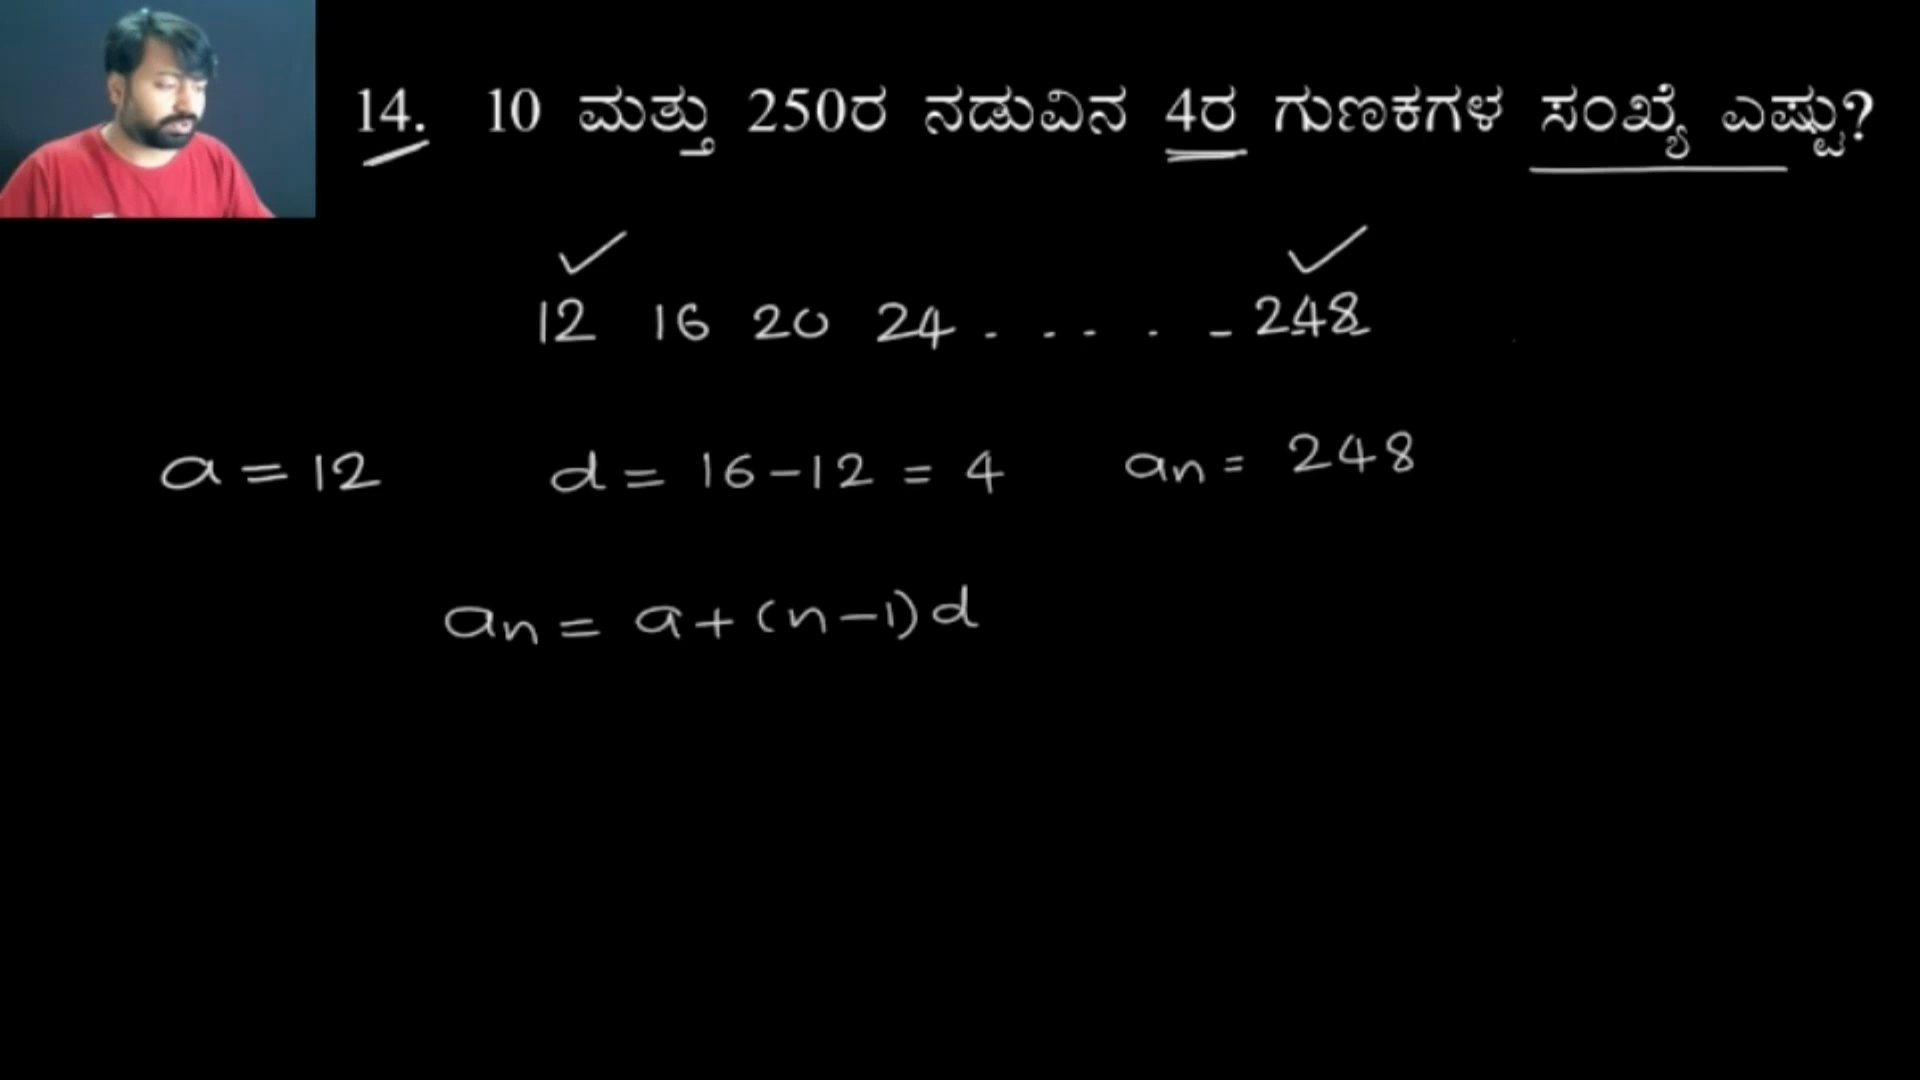 14. 10 ಮತ್ತು 250ರ ನಡುವಿನ 4ರ ಗುಣಕಗಳ ಸಂಖ್ಯೆ ಎಷ್ಟು?
12 16 20 24 . . . . . - 248
a = 12 d = 16 - 12 = 4 an = 248
an = a + (n-1) d